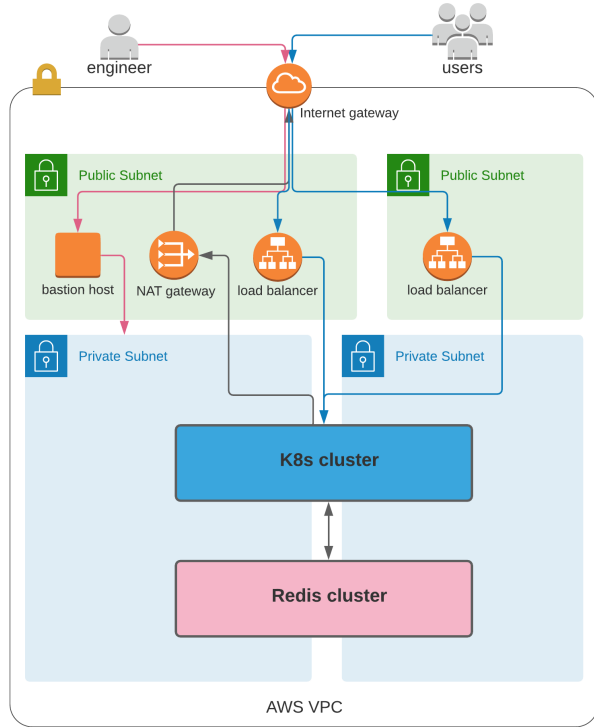 engineer
users
Internet gateway
Public Subnet
Public Subnet
bastion host
NAT gateway
load balancer
load balancer
Private Subnet
Private Subnet
K8s cluster
Redis cluster
AWS VPC